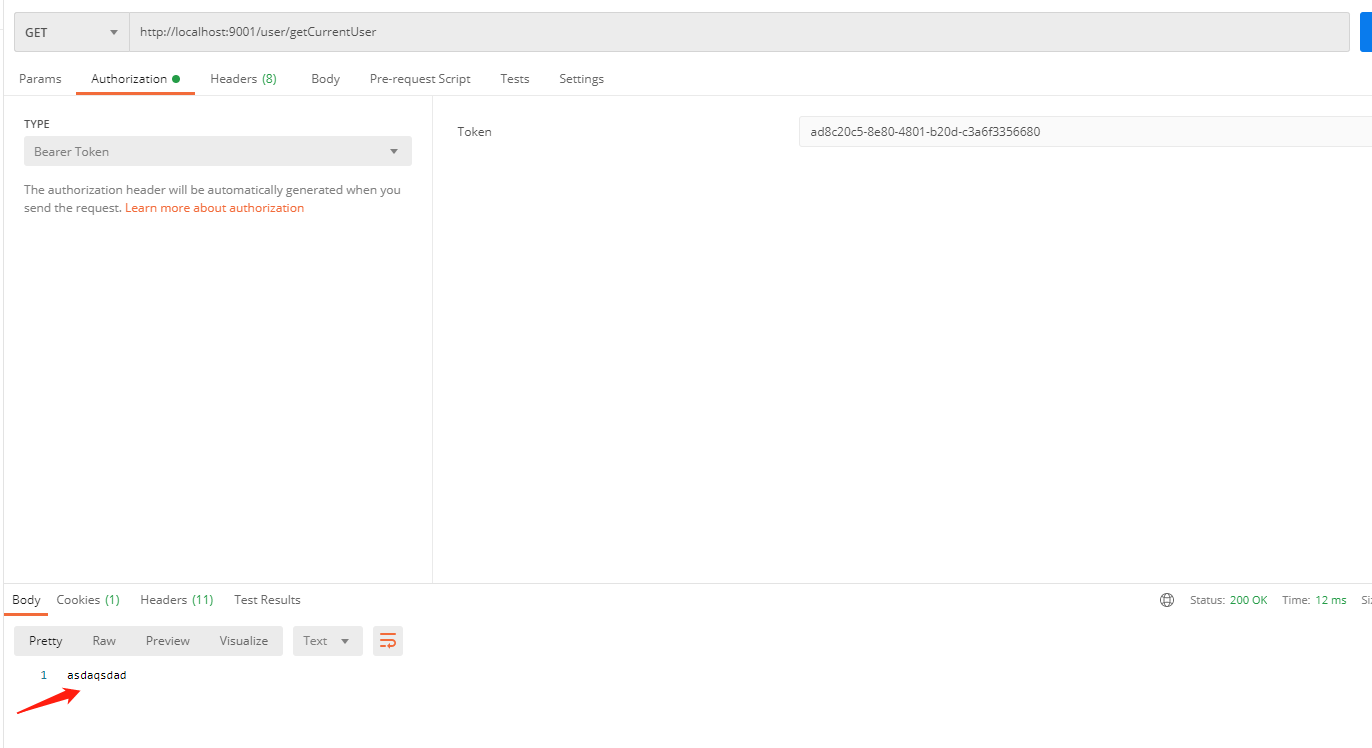 GET http://localhost:9001/user/getCurrentUser
Params Authorization Headers (8) Body Pre-request Script Tests Settings
TYPE
Bearer Token
The authorization header will be automatically generated when you
send the request. Learn more about authorization
Token ad8c20c5-8e80-4801-b20d-c3a6f3356680
Body Cookies (1) Headers (11) Test Results Status: 200 OK Time: 12 ms
Pretty Raw Preview Visualize Text
1 asdaqsdad